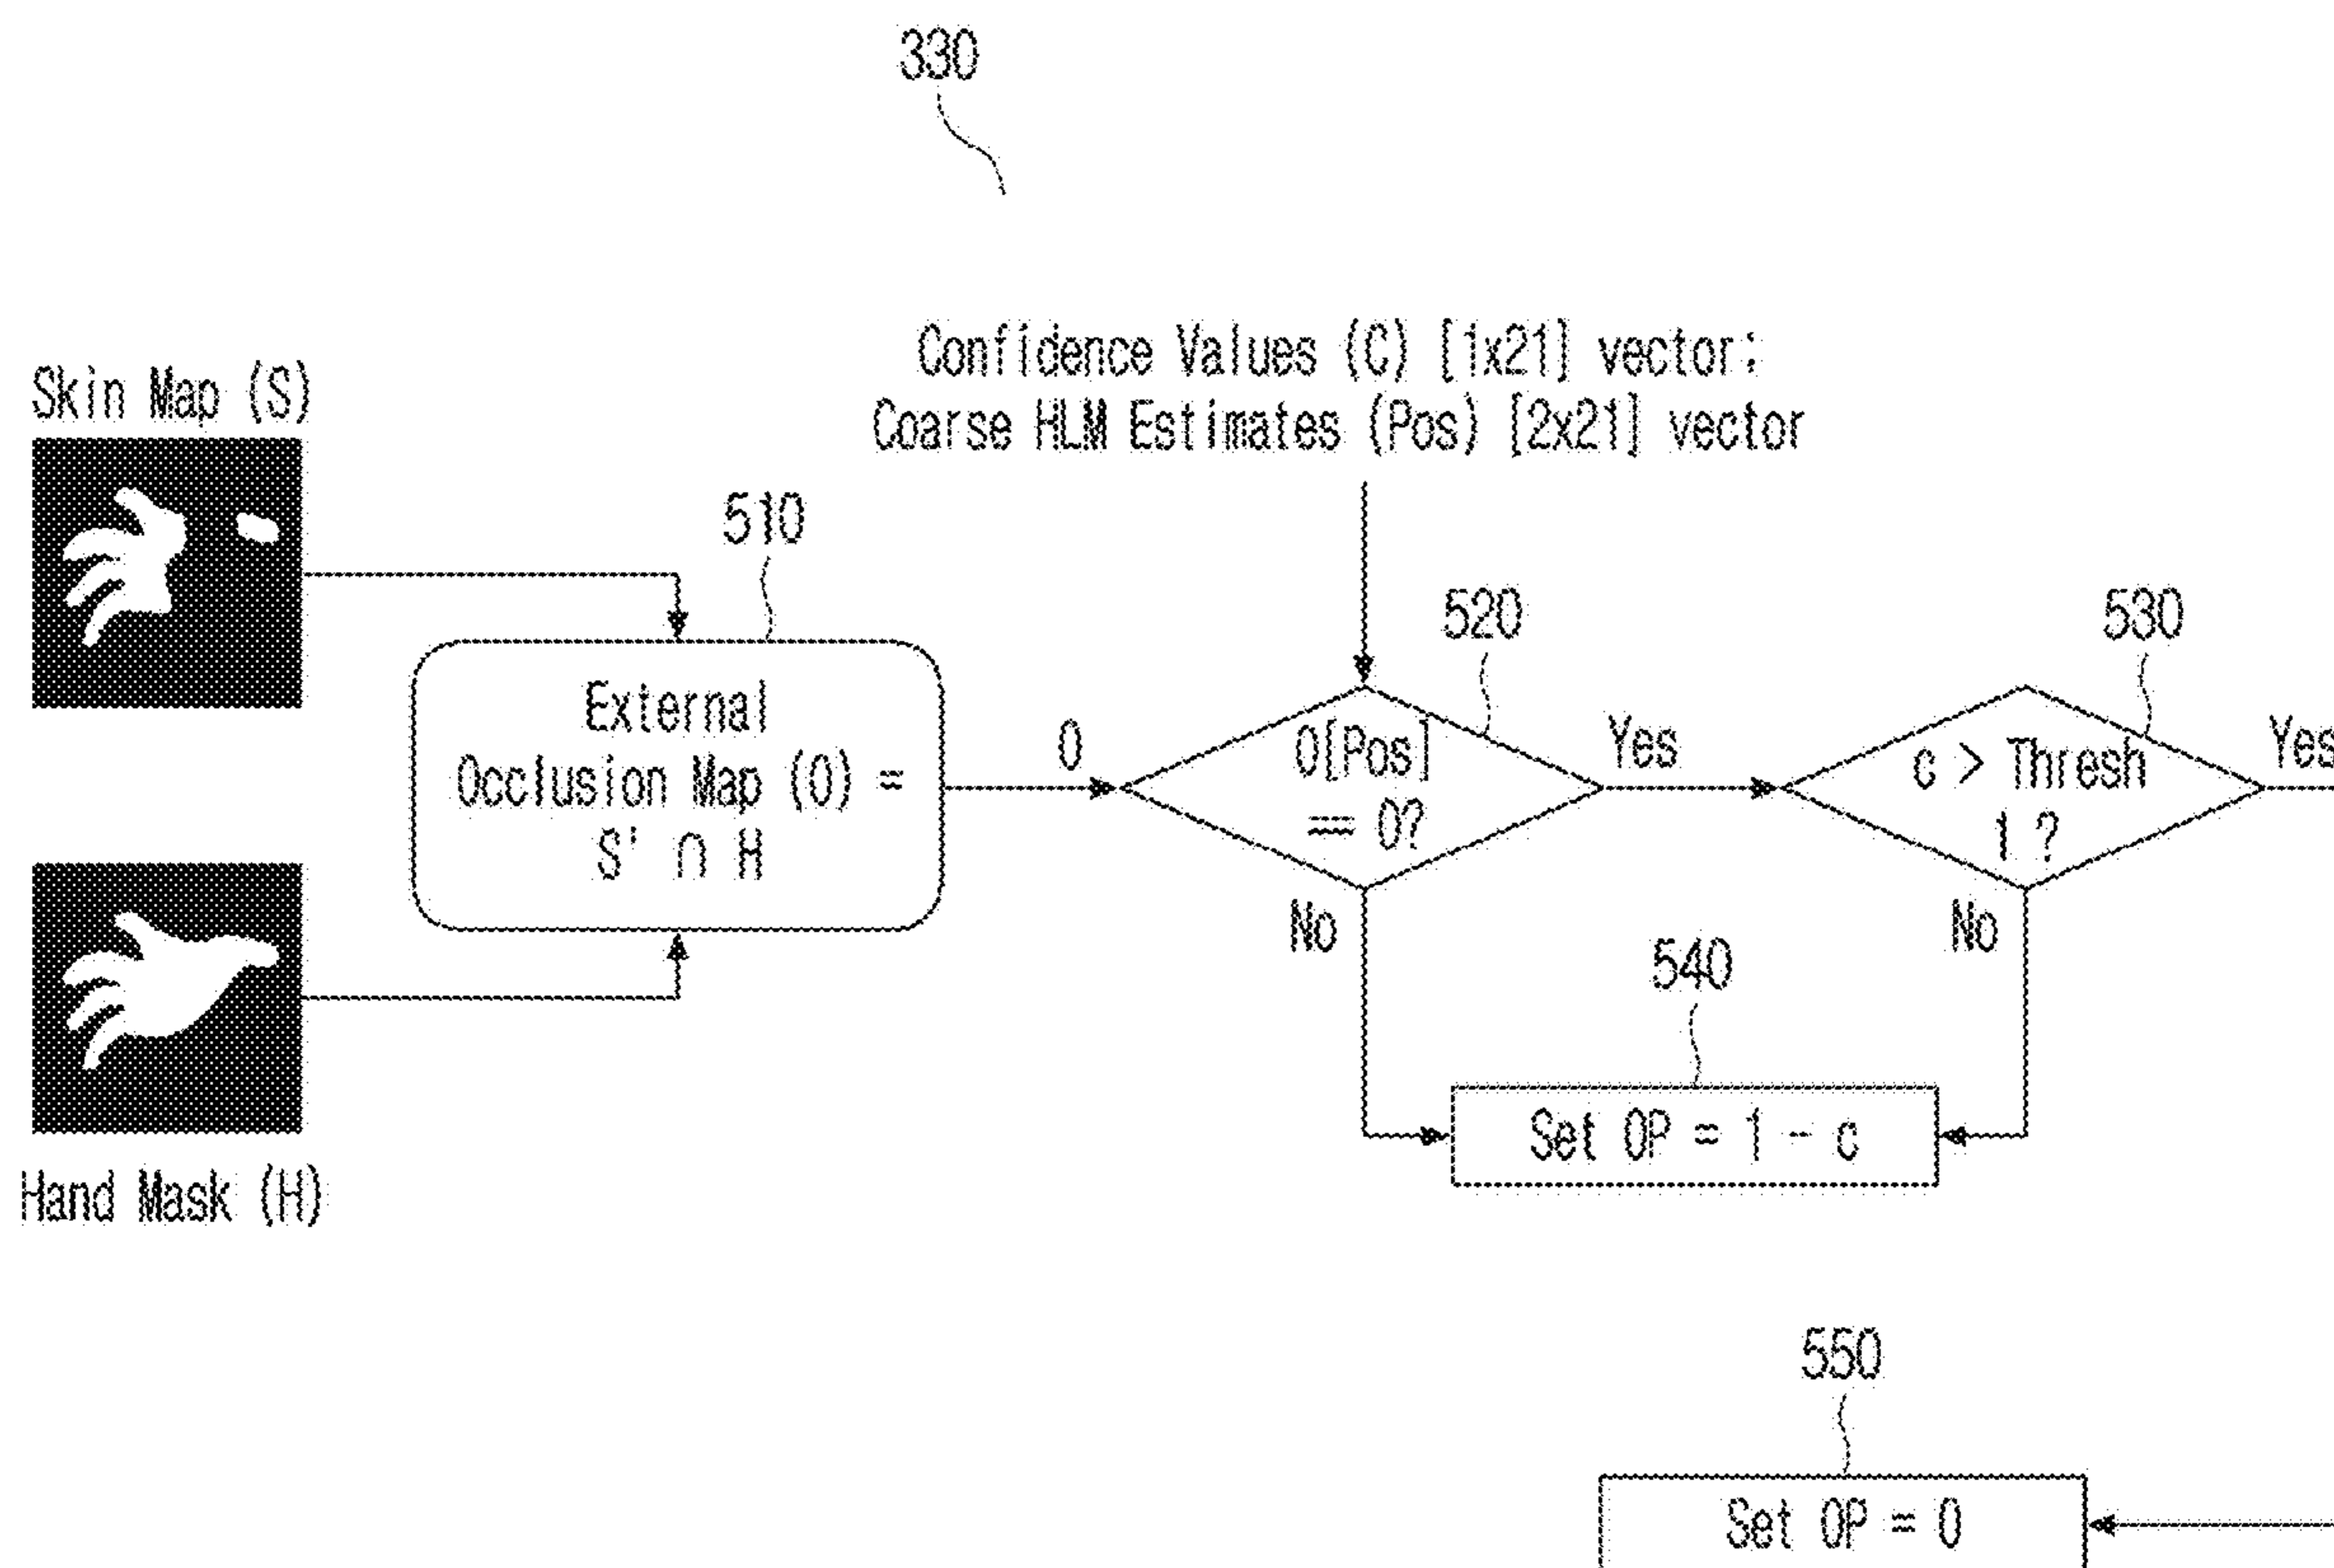 330
Confidence Values (C) [1x21] vector:
Coarse HLM Estimates (Pos) [2x21] vector
Skin Map (S)
510
520
530
External
Occlusion Map (O) =
S' ∩ H
O
O[Pos]
== 0?
Yes
c > Thresh
1 ?
Yes
No
No
540
Set OP = 1 - c
Hand Mask (H)
550
Set OP = 0